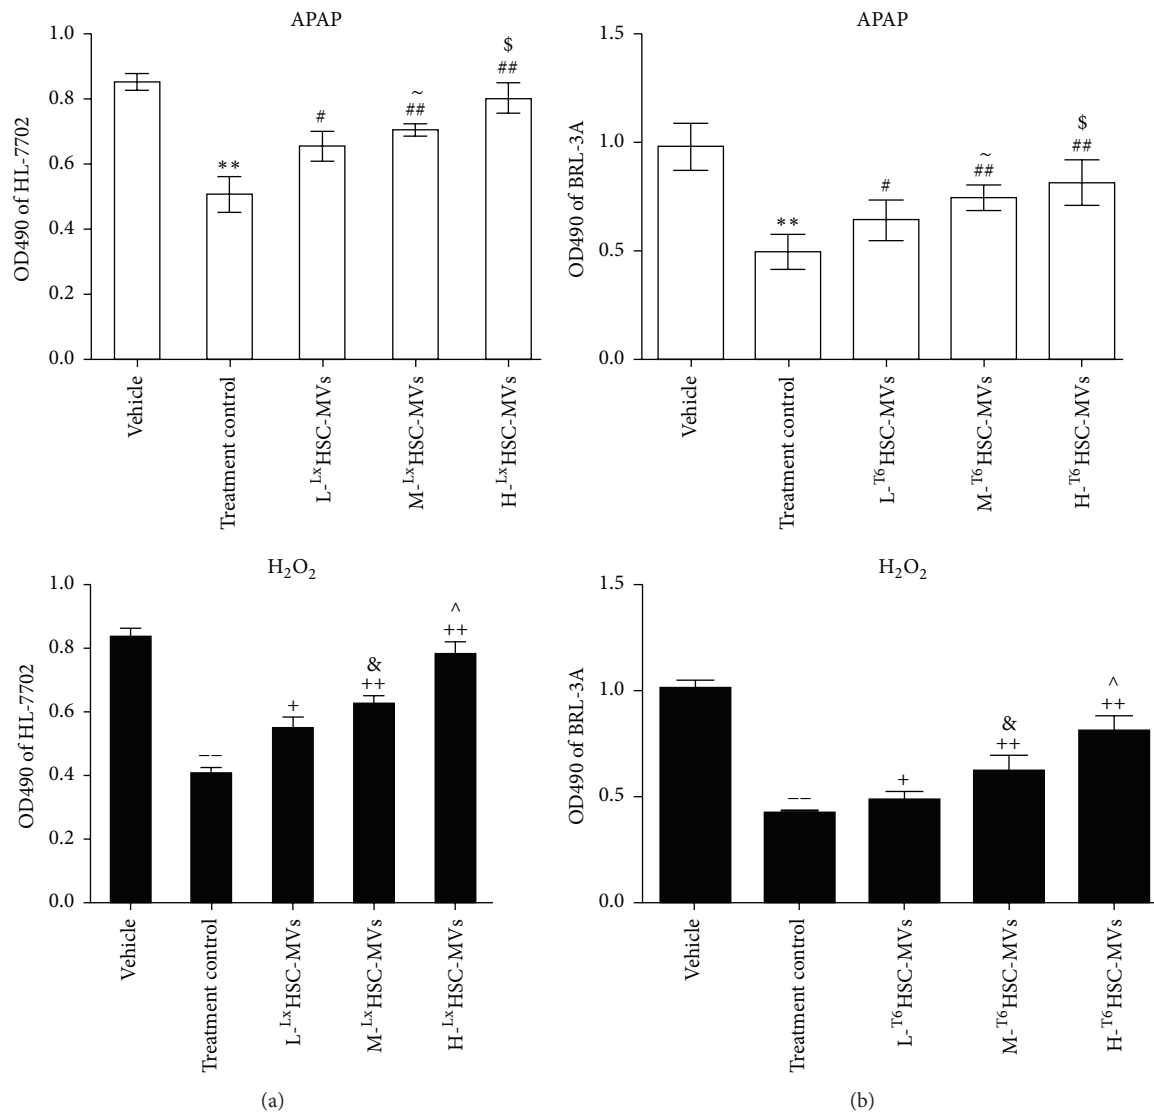 APAP
OD490 of HL-7702
1.0
0.8
0.6
0.4
0.2
0.0
**
#
~
##
$
##
Vehicle
Treatment control
L-ᴸˣHSC-MVs
M-ᴸˣHSC-MVs
H-ᴸˣHSC-MVs
APAP
OD490 of BRL-3A
1.5
1.0
0.5
0.0
**
#
~
##
$
##
Vehicle
Treatment control
L-ᵀ⁶HSC-MVs
M-ᵀ⁶HSC-MVs
H-ᵀ⁶HSC-MVs
H₂O₂
OD490 of HL-7702
1.0
0.8
0.6
0.4
0.2
0.0
−−
+
&
++
^
++
Vehicle
Treatment control
L-ᴸˣHSC-MVs
M-ᴸˣHSC-MVs
H-ᴸˣHSC-MVs
(a)
H₂O₂
OD490 of BRL-3A
1.5
1.0
0.5
0.0
−−
+
&
++
^
++
Vehicle
Treatment control
L-ᵀ⁶HSC-MVs
M-ᵀ⁶HSC-MVs
H-ᵀ⁶HSC-MVs
(b)